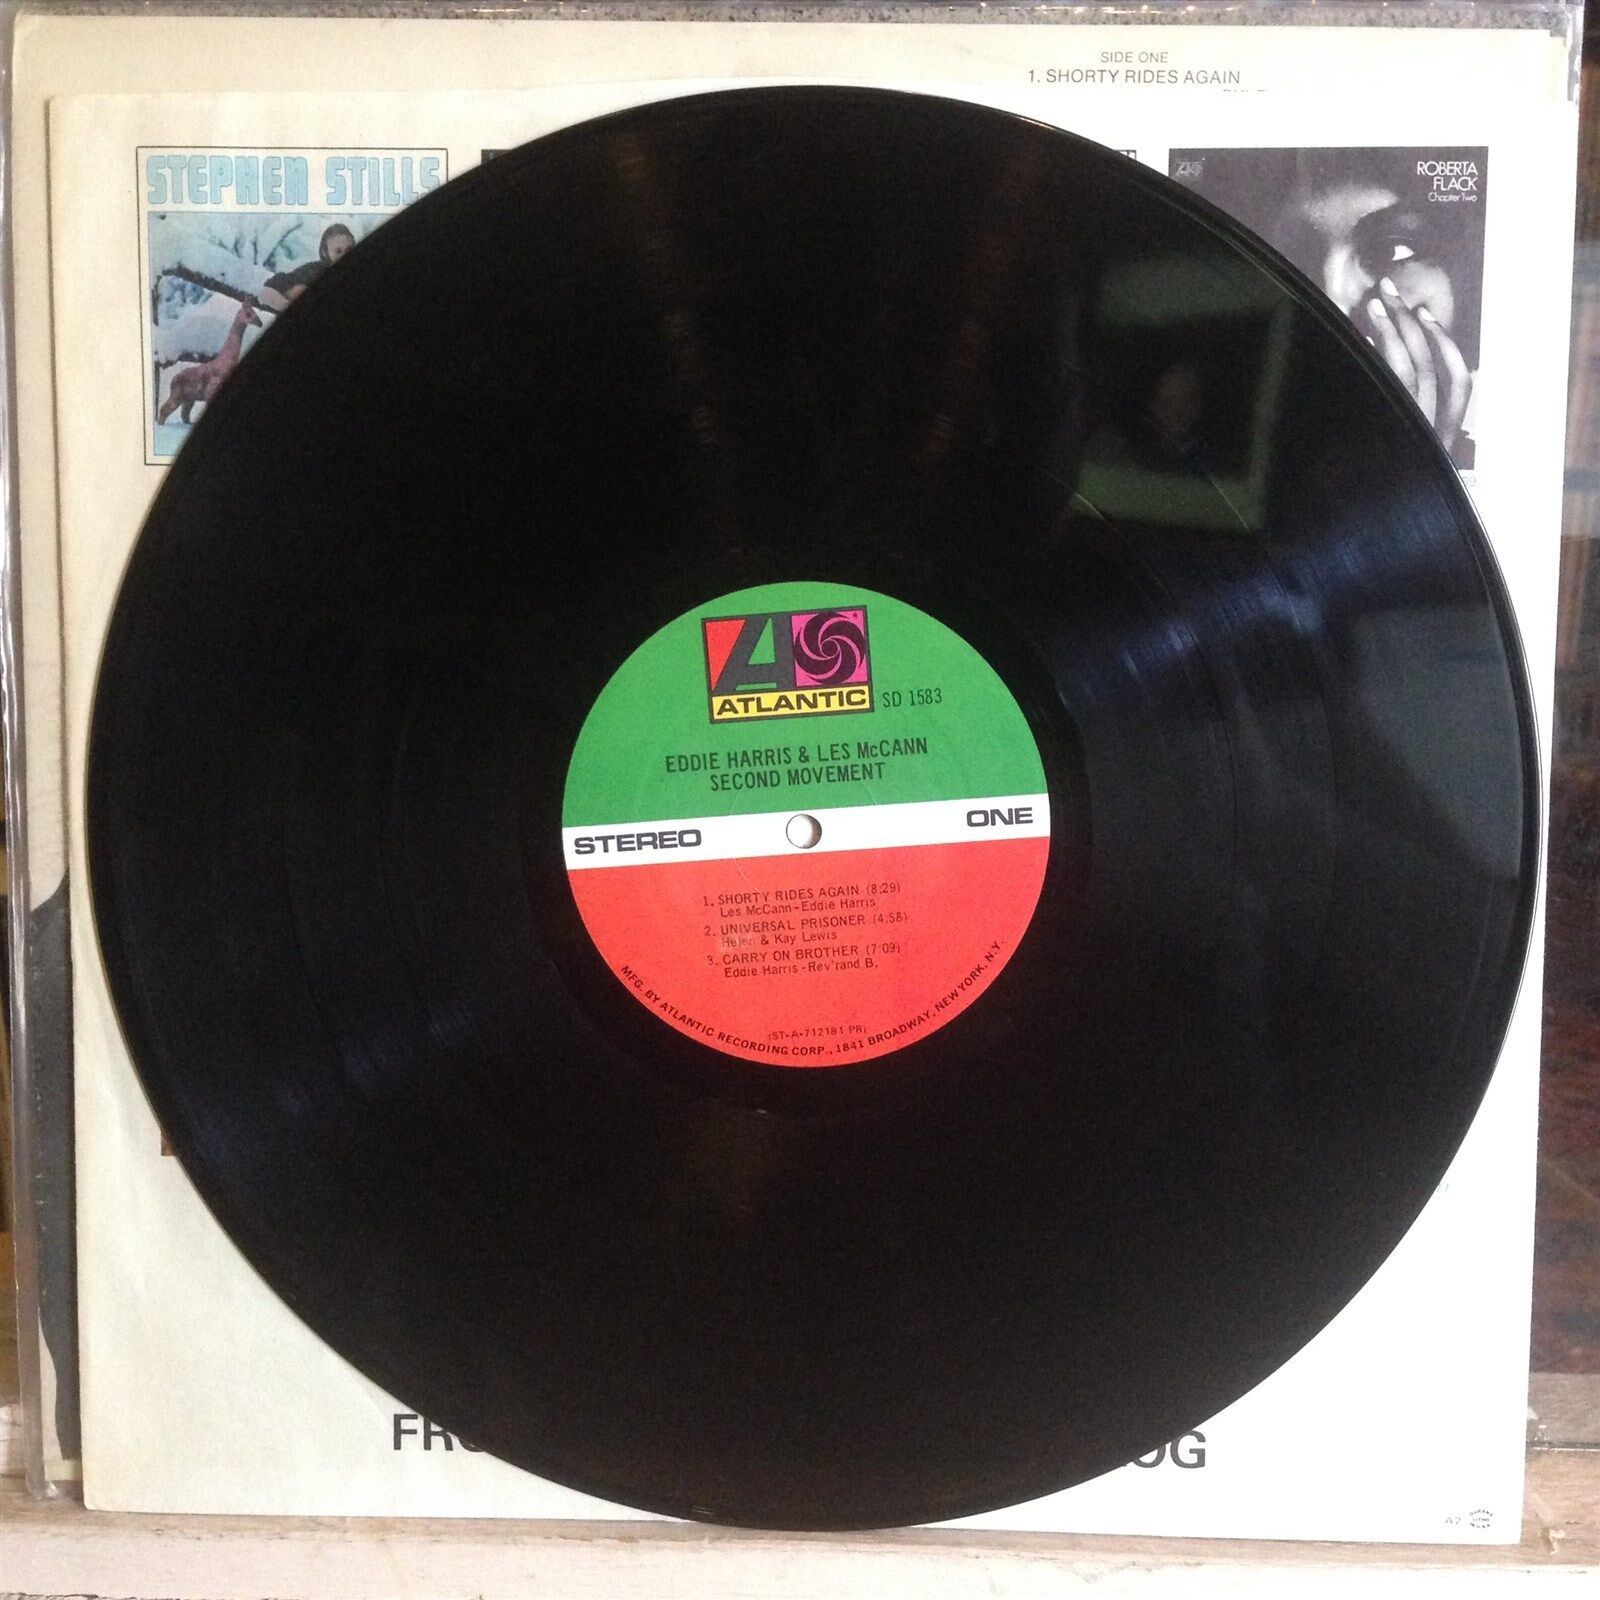 SIDE ONE
1. SHORTY RIDES AGAIN
STEPHEN STILLS
ROBERTA
FLACK
Chapter Two
ATLANTIC
SD 1583
EDDIE HARRIS & LES McCANN
SECOND MOVEMENT
STEREO
ONE
1. SHORTY RIDES AGAIN (8:29)
Les McCann-Eddie Harris
2. UNIVERSAL PRISONER (4:58)
Helen & Kay Lewis
3. CARRY ON BROTHER (7:09)
Eddie Harris-Rev'rand B.
(ST-A-712181 PR)
MFG. BY ATLANTIC RECORDING CORP., 1841 BROADWAY, NEW YORK, N.Y.
FRO
OG
A2